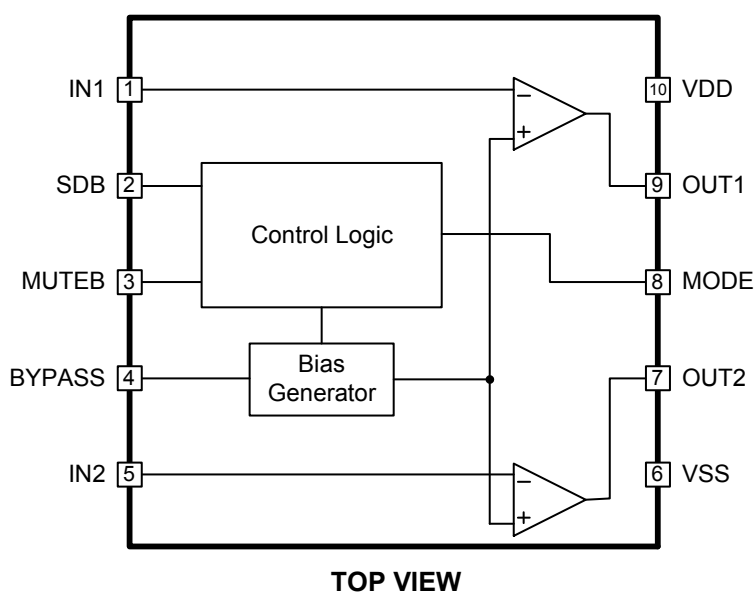 IN1 1
10 VDD
SDB 2
9 OUT1
Control Logic
MUTEB 3
8 MODE
BYPASS 4
Bias
Generator
7 OUT2
IN2 5
6 VSS
−
+
−
+
TOP VIEW